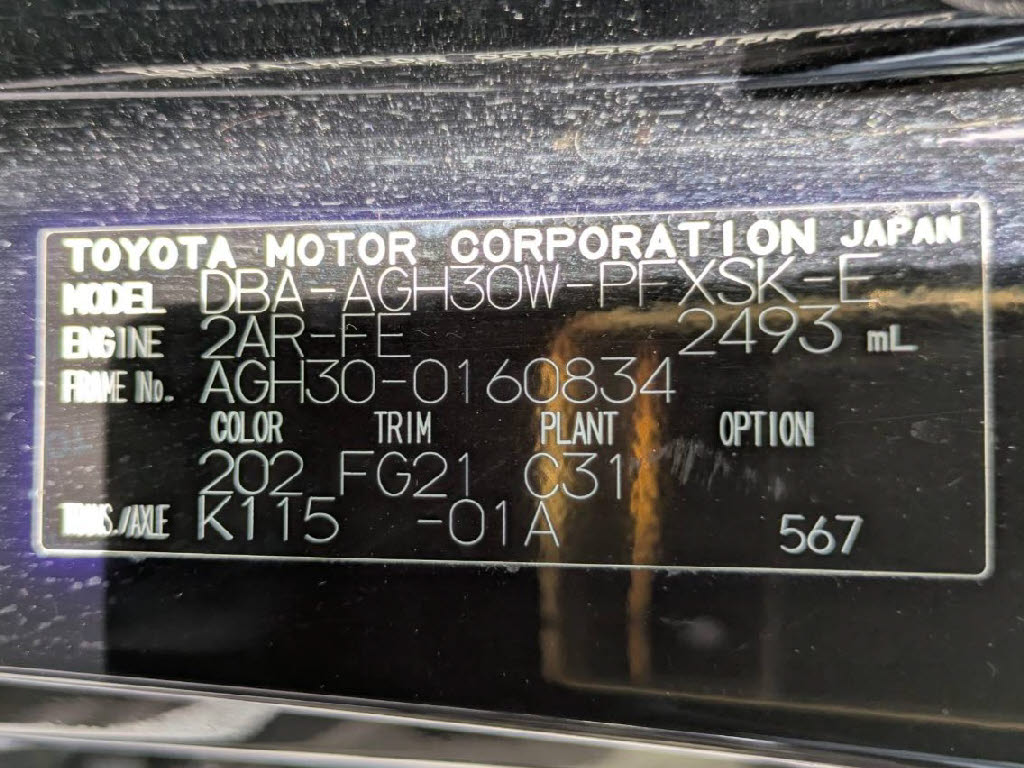 TOYOTA MOTOR CORPORATION JAPAN
MODEL DBA-AGH30W-PFXSK-E
ENGINE 2AR-FE 2493 mL
FRAME No. AGH30-0160834
COLOR TRIM PLANT OPTION
202 FG21 C31
TRANS./AXLE K115 -01A 567